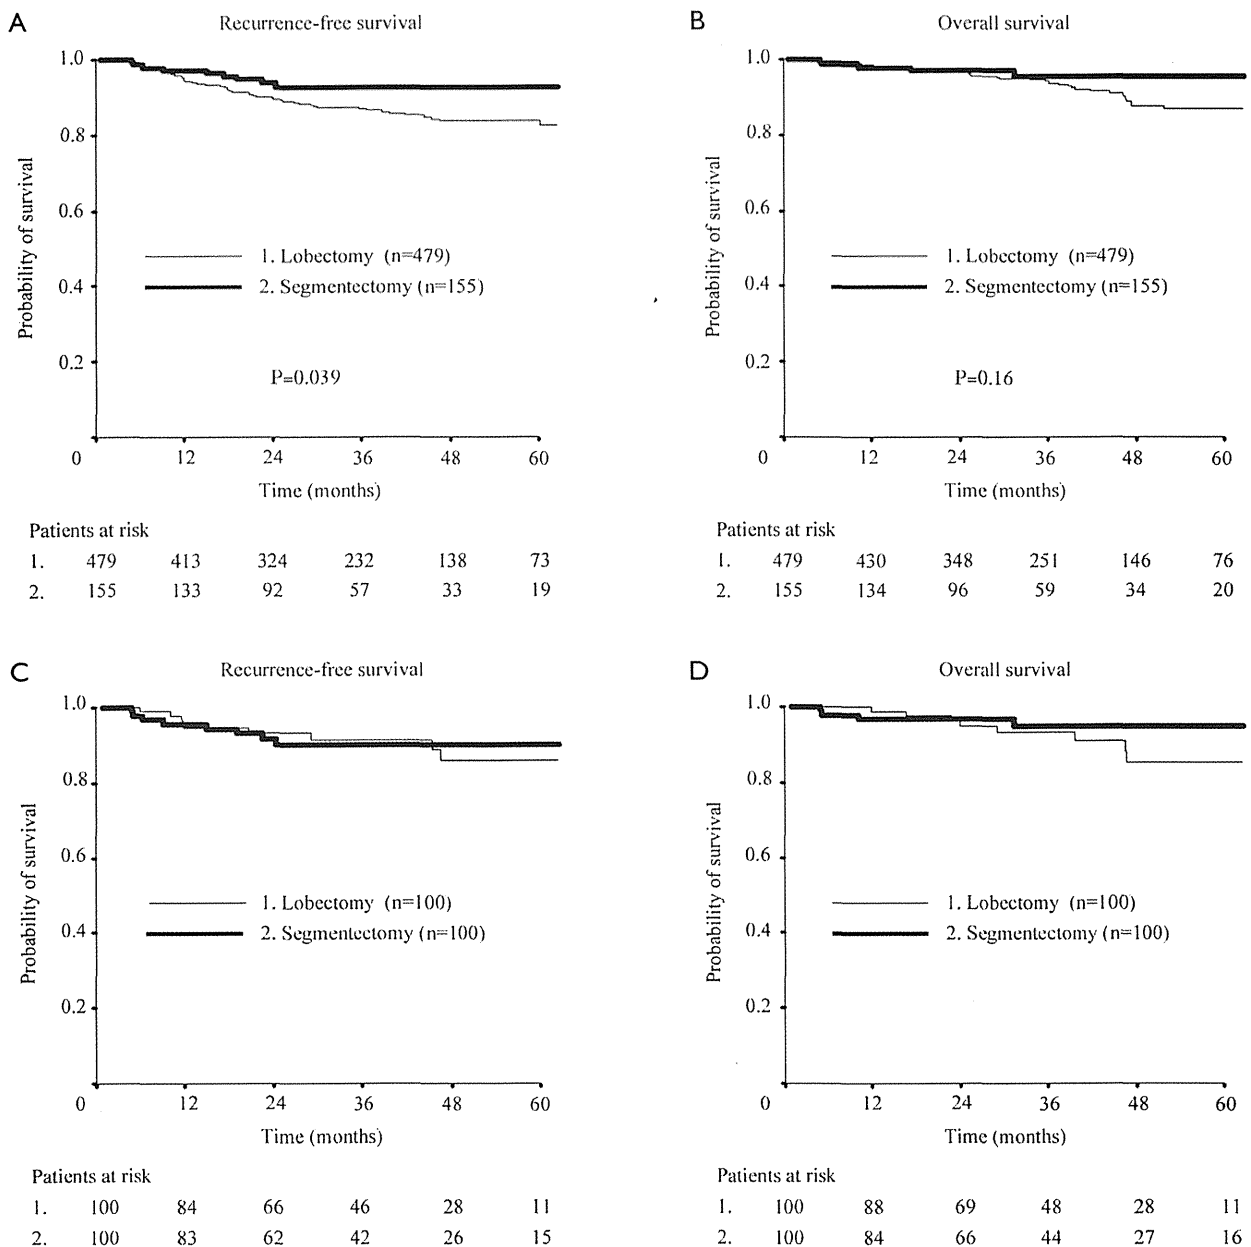 A
Recurrence-free survival
Probability of survival
1.0
0.8
0.6
0.4
0.2
1. Lobectomy (n=479)
2. Segmentectomy (n=155)
P=0.039
0 12 24 36 48 60
Time (months)
Patients at risk
1. 479 413 324 232 138 73
2. 155 133 92 57 33 19
B
Overall survival
Probability of survival
1.0
0.8
0.6
0.4
0.2
1. Lobectomy (n=479)
2. Segmentectomy (n=155)
P=0.16
0 12 24 36 48 60
Time (months)
Patients at risk
1. 479 430 348 251 146 76
2. 155 134 96 59 34 20
C
Recurrence-free survival
Probability of survival
1.0
0.8
0.6
0.4
0.2
1. Lobectomy (n=100)
2. Segmentectomy (n=100)
0 12 24 36 48 60
Time (months)
Patients at risk
1. 100 84 66 46 28 11
2. 100 83 62 42 26 15
D
Overall survival
Probability of survival
1.0
0.8
0.6
0.4
0.2
1. Lobectomy (n=100)
2. Segmentectomy (n=100)
0 12 24 36 48 60
Time (months)
Patients at risk
1. 100 88 69 48 28 11
2. 100 84 66 44 27 16